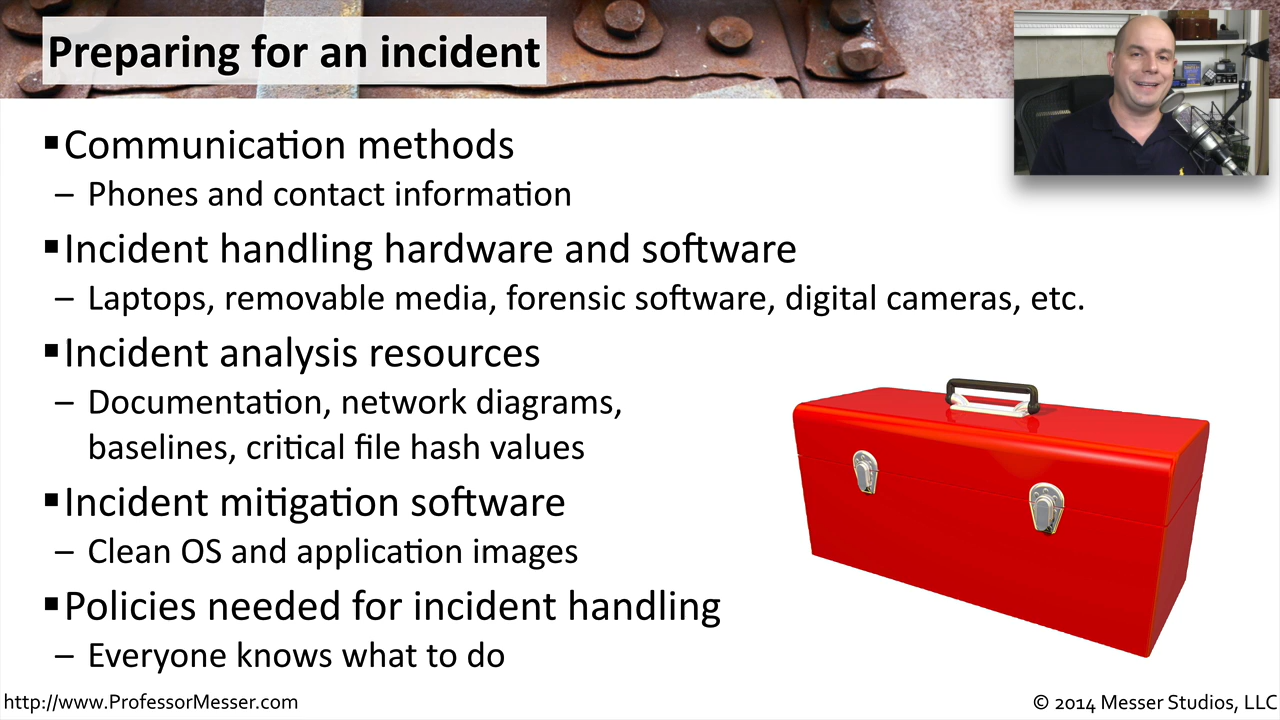 Preparing for an incident
▪Communication methods
– Phones and contact information
▪Incident handling hardware and software
– Laptops, removable media, forensic software, digital cameras, etc.
▪Incident analysis resources
– Documentation, network diagrams,
baselines, critical file hash values
▪Incident mitigation software
– Clean OS and application images
▪Policies needed for incident handling
– Everyone knows what to do
http://www.ProfessorMesser.com
© 2014 Messer Studios, LLC